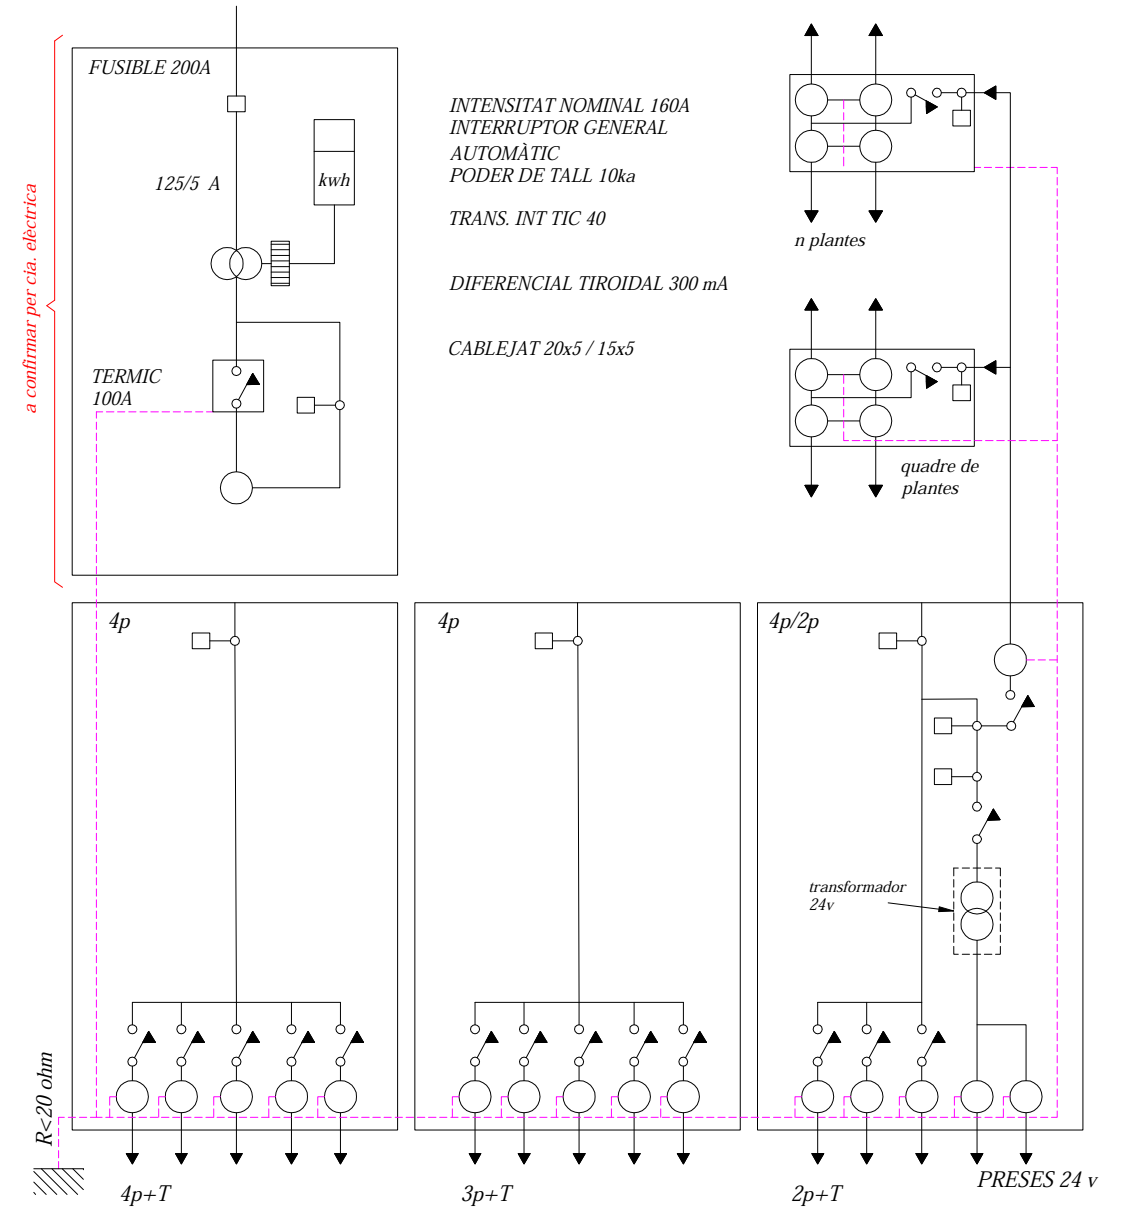 FUSIBLE 200A
125/5 A
kwh
a confirmar per cia. elèctrica
TERMIC
100A
INTENSITAT NOMINAL 160A
INTERRUPTOR GENERAL
AUTOMÀTIC
PODER DE TALL 10ka
TRANS. INT TIC 40
DIFERENCIAL TIROIDAL 300 mA
CABLEJAT 20x5 / 15x5
n plantes
quadre de
plantes
4p
4p
4p/2p
transformador
24v
R<20 ohm
4p+T
3p+T
2p+T
PRESES 24 v